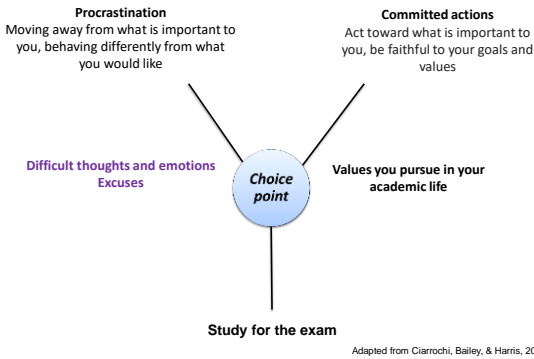 Procrastination
Moving away from what is important to
you, behaving differently from what
you would like
Committed actions
Act toward what is important to
you, be faithful to your goals and
values
Difficult thoughts and emotions
Excuses
Choice
point
Values you pursue in your
academic life
Study for the exam
Adapted from Ciarrochi, Bailey, & Harris,